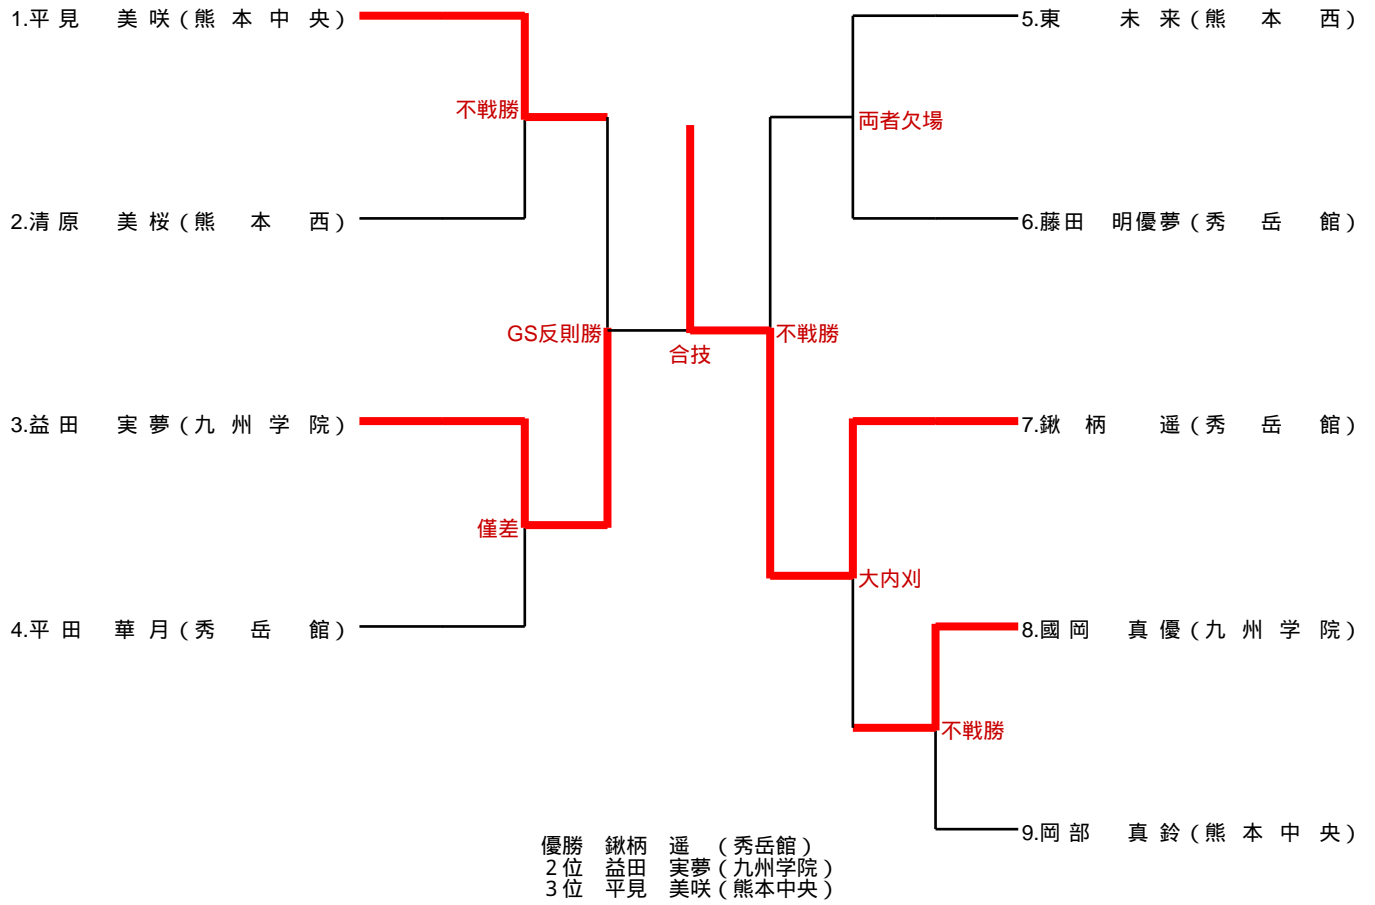 1.平見 美咲(熊本中央)
不戦勝
2.清原 美桜(熊本西)
GS反則勝
3.益田 実夢(九州学院)
僅差
4.平田 華月(秀岳館)
合技
5.東 未来(熊本西)
両者欠場
6.藤田 明優夢(秀岳館)
不戦勝
7.鍬柄 遥(秀岳館)
大内刈
8.國岡 真優(九州学院)
不戦勝
9.岡部 真鈴(熊本中央)
優勝 鍬柄 遥 (秀岳館)
2位 益田 実夢(九州学院)
3位 平見 美咲(熊本中央)